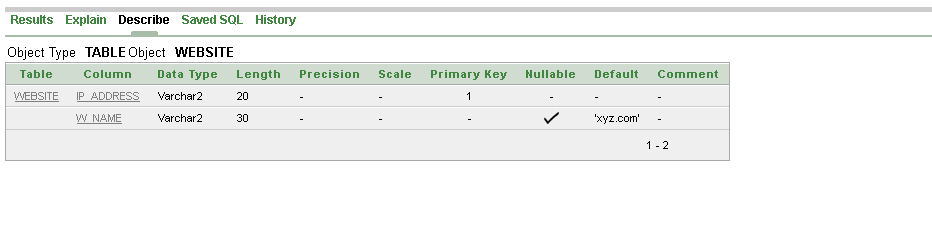 Results Explain Describe Saved SQL History
Object Type TABLE Object WEBSITE
Table Column Data Type Length Precision Scale Primary Key Nullable Default Comment
WEBSITE IP_ADDRESS Varchar2 20 - - 1 - - -
W_NAME Varchar2 30 - - - ✓ 'xyz.com' -
1 - 2